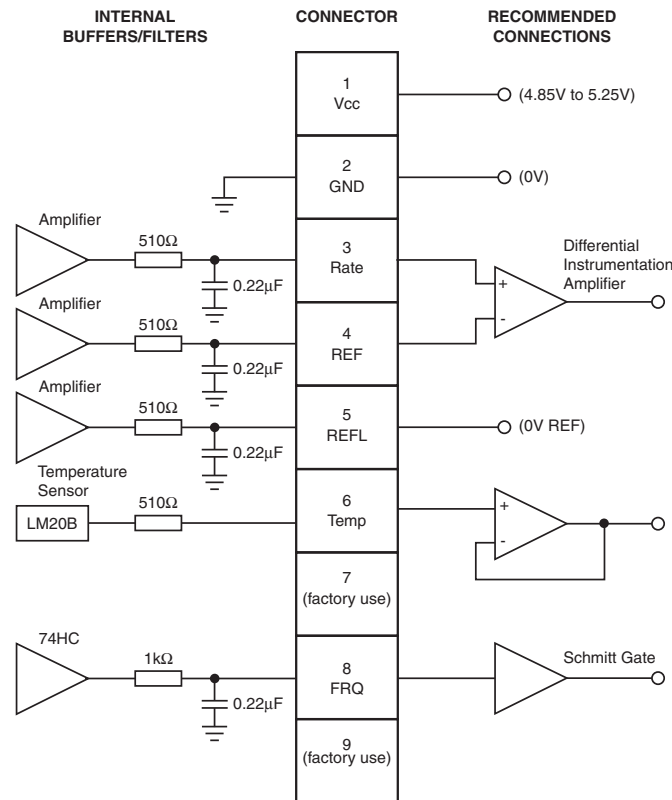 INTERNAL
BUFFERS/FILTERS
CONNECTOR
RECOMMENDED
CONNECTIONS
1
Vcc
(4.85V to 5.25V)
2
GND
(0V)
Amplifier
510Ω
0.22µF
3
Rate
Differential
Instrumentation
Amplifier
+
-
Amplifier
510Ω
0.22µF
4
REF
Amplifier
510Ω
0.22µF
5
REFL
(0V REF)
Temperature
Sensor
LM20B
510Ω
6
Temp
+
-
7
(factory use)
74HC
1kΩ
0.22µF
8
FRQ
Schmitt Gate
9
(factory use)